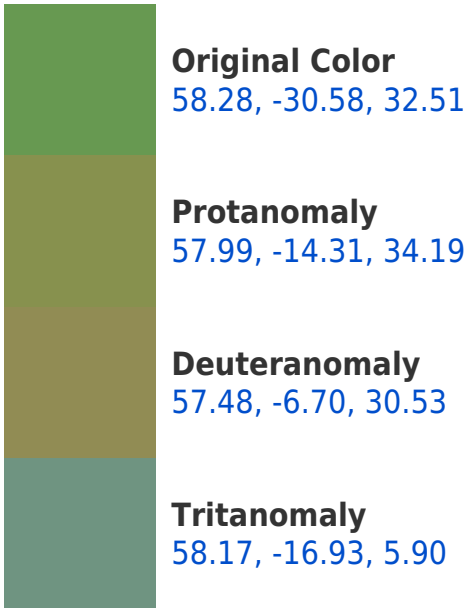 Original Color
58.28, -30.58, 32.51
Protanomaly
57.99, -14.31, 34.19
Deuteranomaly
57.48, -6.70, 30.53
Tritanomaly
58.17, -16.93, 5.90